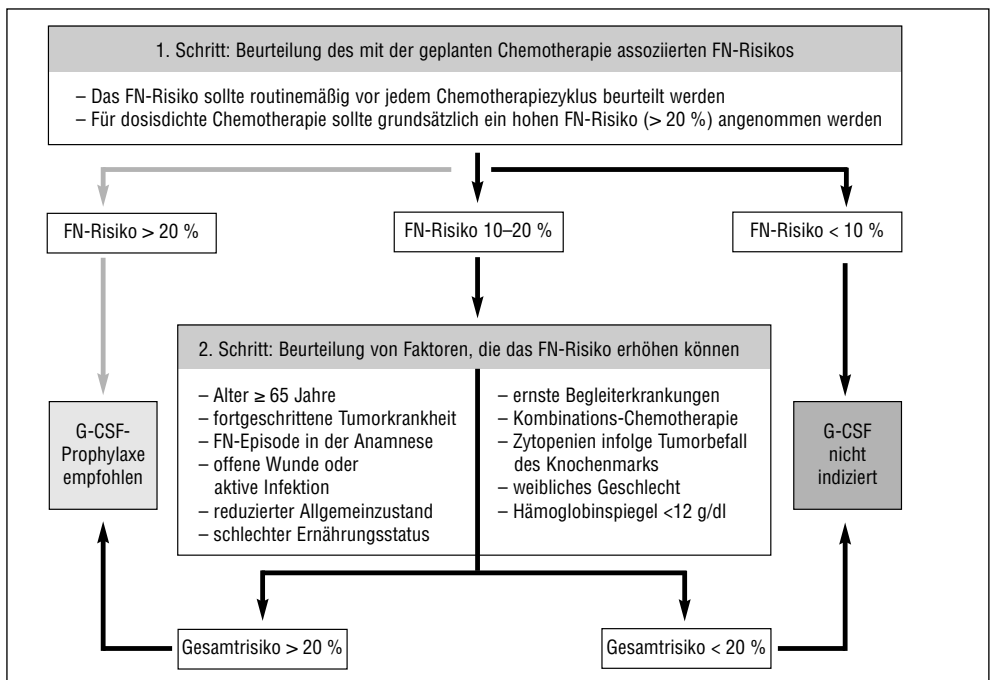 1. Schritt: Beurteilung des mit der geplanten Chemotherapie assoziierten FN-Risikos
– Das FN-Risiko sollte routinemäßig vor jedem Chemotherapiezyklus beurteilt werden
– Für dosisdichte Chemotherapie sollte grundsätzlich ein hohen FN-Risiko (> 20 %) angenommen werden
FN-Risiko > 20 %
FN-Risiko 10–20 %
FN-Risiko < 10 %
2. Schritt: Beurteilung von Faktoren, die das FN-Risiko erhöhen können
– Alter ≥ 65 Jahre
– fortgeschrittene Tumorkrankheit
– FN-Episode in der Anamnese
– offene Wunde oder
aktive Infektion
– reduzierter Allgemeinzustand
– schlechter Ernährungsstatus
– ernste Begleiterkrankungen
– Kombinations-Chemotherapie
– Zytopenien infolge Tumorbefall
des Knochenmarks
– weibliches Geschlecht
– Hämoglobinspiegel <12 g/dl
G-CSF-
Prophylaxe
empfohlen
G-CSF
nicht
indiziert
Gesamtrisiko > 20 %
Gesamtrisiko < 20 %